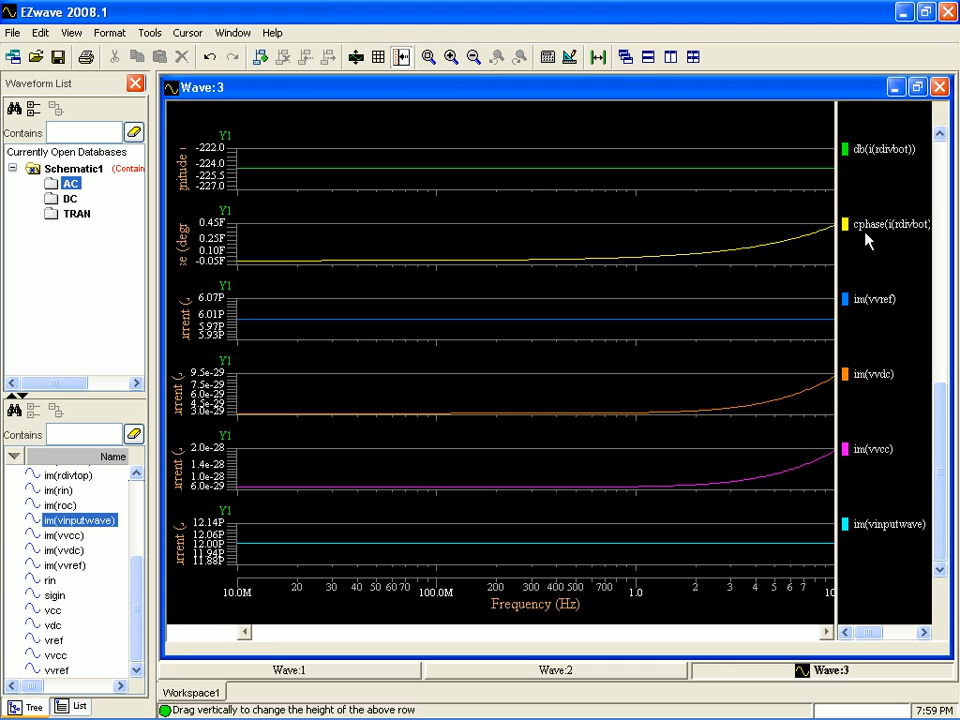 EZwave 2008.1
File Edit View Format Tools Cursor Window Help
Waveform List
Wave:3
Contains
Currently Open Databases
Schematic1 (Contain
AC
DC
TRAN
Contains
Name
im(rdivtop)
im(rin)
im(roc)
im(vinputwave)
im(vvcc)
im(vvdc)
im(vvref)
rin
sigin
vcc
vdc
vref
vvcc
vvref
Tree List
Y1
-222.0
-224.0
-225.5
-227.0
db(i(rdivbot))
Y1
0.45F
0.25F
0.10F
-0.05F
se (degr
cphase(i(rdivbot)
Y1
6.07P
6.01P
5.97P
5.93P
im(vvref)
Y1
9.5e-29
7.5e-29
6.0e-29
4.5e-29
3.0e-29
im(vvdc)
Y1
2.0e-28
1.4e-28
1.0e-28
6.0e-29
im(vvcc)
Y1
12.14P
12.06P
12.00P
11.94P
11.88P
im(vinputwave)
20 30 40 50 60 70 200 300 400 500 700 2 3 4 5 6 7
10.0M 100.0M 1.0 10
Frequency (Hz)
Wave:1 Wave:2 Wave:3
Workspace1
Drag vertically to change the height of the above row
7:59 PM